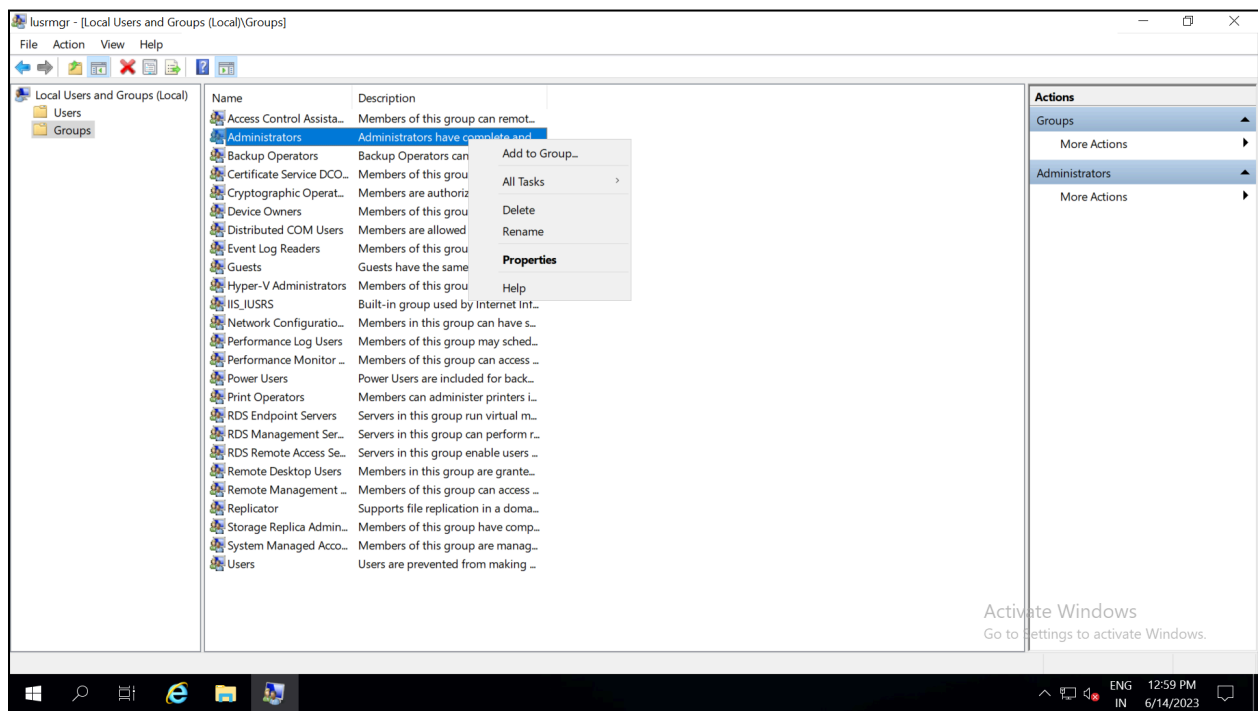 lusrmgr - [Local Users and Groups (Local)\Groups]
File Action View Help
Local Users and Groups (Local)
Users
Groups
Name Description
Access Control Assista... Members of this group can remot...
Administrators Administrators have complete and
Backup Operators Backup Operators can
Certificate Service DCO... Members of this grou
Cryptographic Operat... Members are authoriz
Device Owners Members of this grou
Distributed COM Users Members are allowed
Event Log Readers Members of this grou
Guests Guests have the same
Hyper-V Administrators Members of this grou
IIS_IUSRS Built-in group used by Internet Int...
Network Configuratio... Members in this group can have s...
Performance Log Users Members of this group may sched...
Performance Monitor ... Members of this group can access ...
Power Users Power Users are included for back...
Print Operators Members can administer printers i...
RDS Endpoint Servers Servers in this group run virtual m...
RDS Management Ser... Servers in this group can perform r...
RDS Remote Access Se... Servers in this group enable users ...
Remote Desktop Users Members in this group are grante...
Remote Management ... Members of this group can access ...
Replicator Supports file replication in a doma...
Storage Replica Admin... Members of this group have comp...
System Managed Acco... Members of this group are manag...
Users Users are prevented from making ...
Add to Group...
All Tasks
Delete
Rename
Properties
Help
Actions
Groups
More Actions
Administrators
More Actions
Activate Windows
Go to Settings to activate Windows.
ENG 12:59 PM
IN 6/14/2023